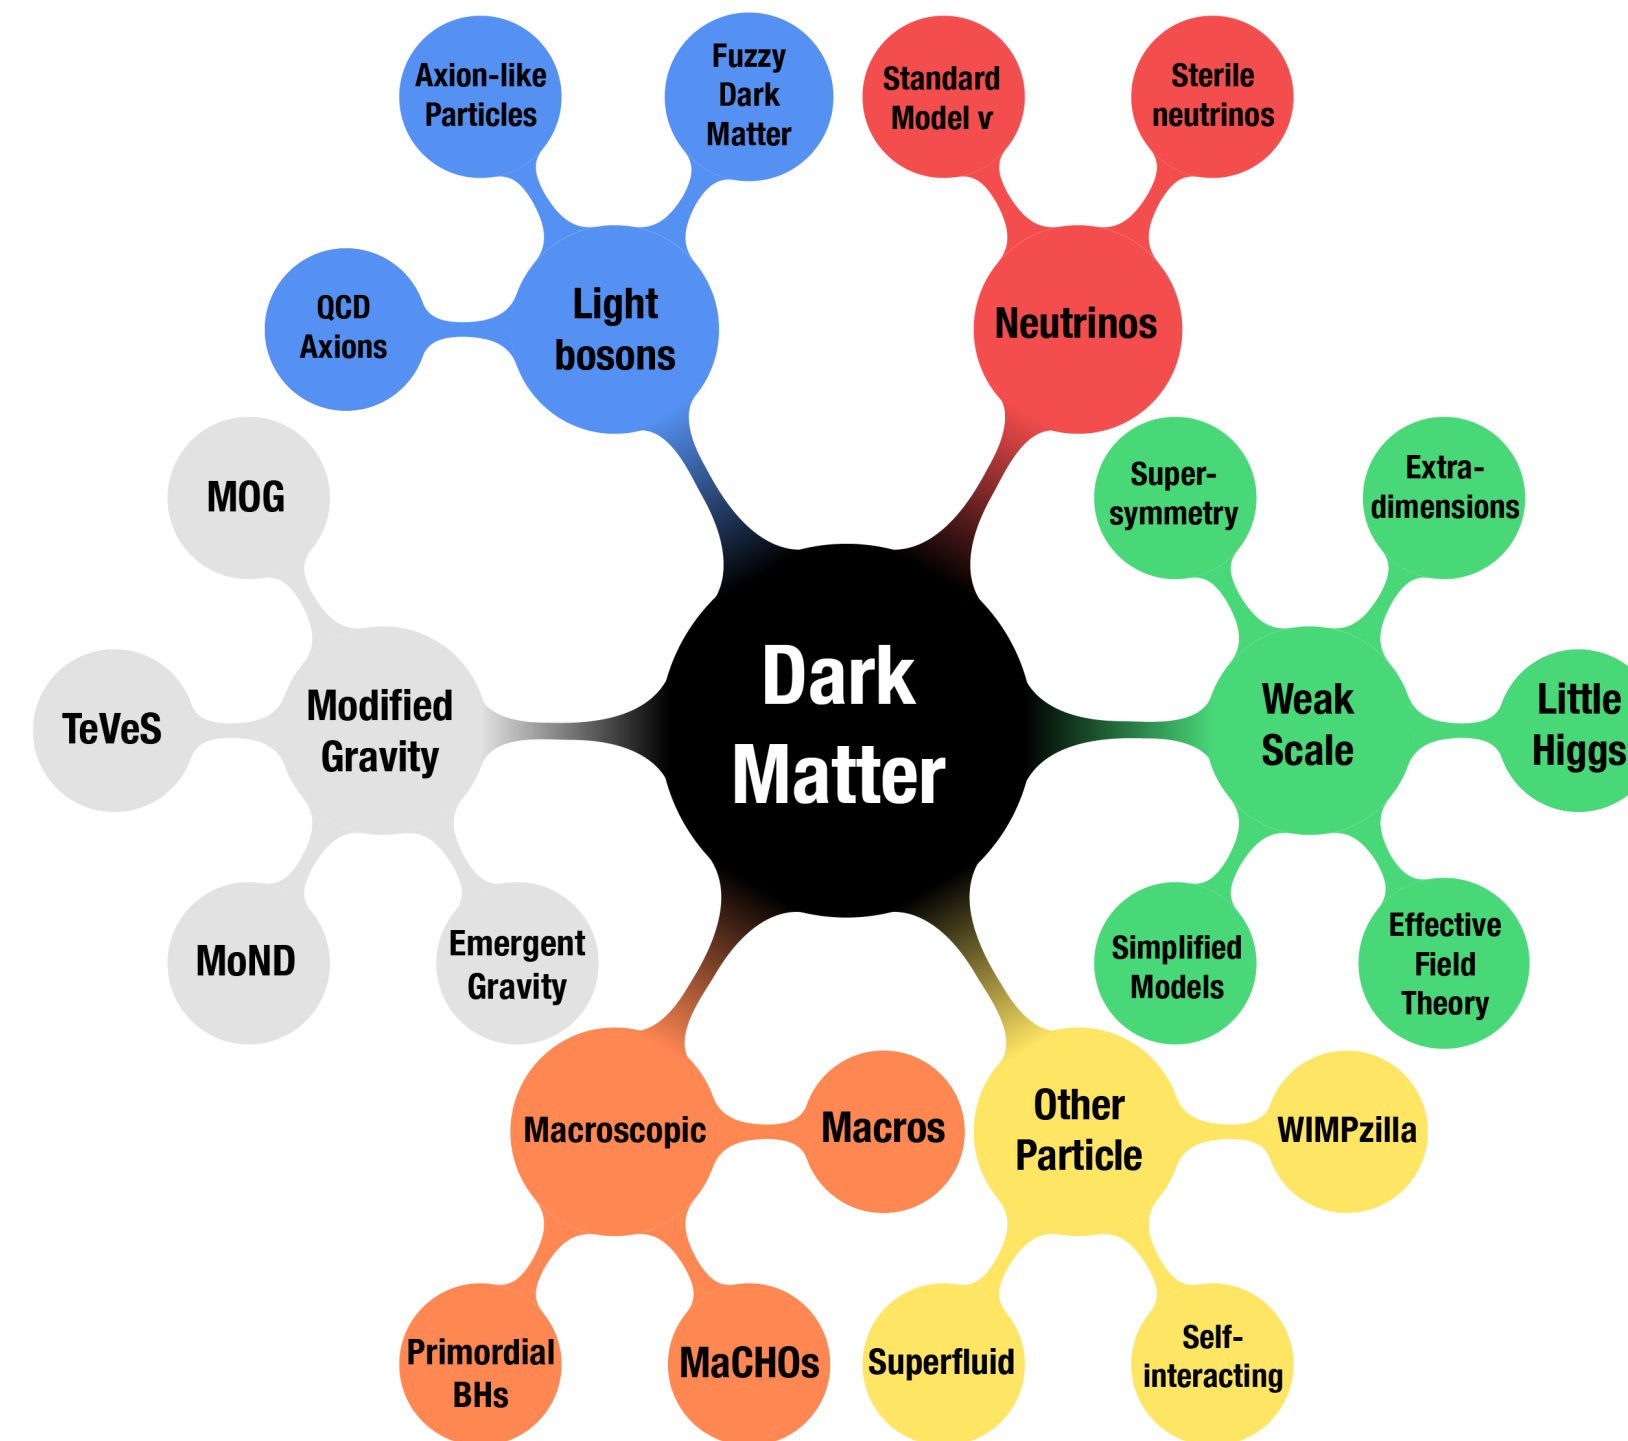 Axion-like
Particles
Fuzzy
Dark
Matter
Standard
Model ν
Sterile
neutrinos
QCD
Axions
Light
bosons
Neutrinos
MOG
Super-
symmetry
Extra-
dimensions
TeVeS
Modified
Gravity
Dark
Matter
Weak
Scale
Little
Higgs
MoND
Emergent
Gravity
Simplified
Models
Effective
Field
Theory
Macroscopic
Macros
Other
Particle
WIMPzilla
Primordial
BHs
MaCHOs
Superfluid
Self-
interacting